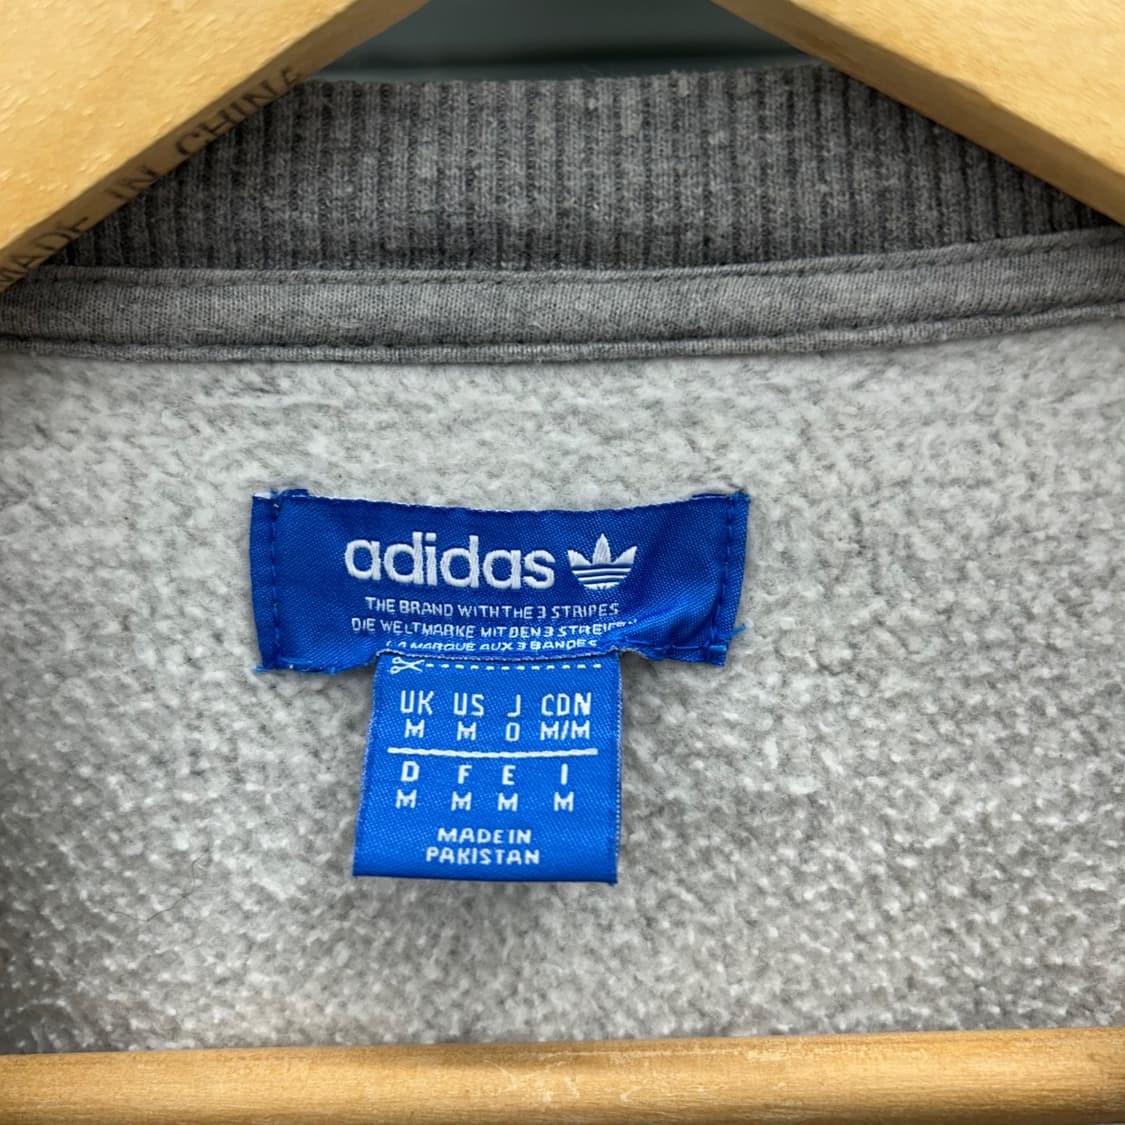 MADE IN CHINA
adidas
THE BRAND WITH THE 3 STRIPES
DIE WELTMARKE MIT DEN 3 STREIFEN
LA MARQUE AUX 3 BANDES
UK US J CDN
M M O M/M
D F E I
M M M M
MADE IN
PAKISTAN